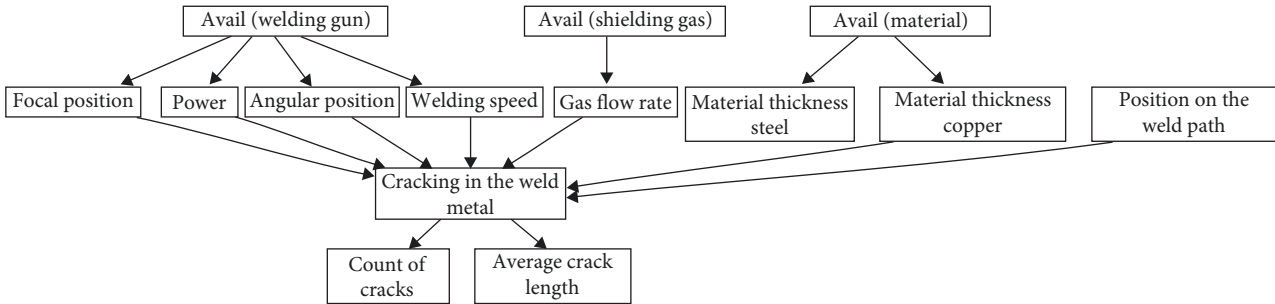 Avail (welding gun)
Avail (shielding gas)
Avail (material)
Focal position
Power
Angular position
Welding speed
Gas flow rate
Material thickness
steel
Material thickness
copper
Position on the
weld path
Cracking in the weld
metal
Count of
cracks
Average crack
length